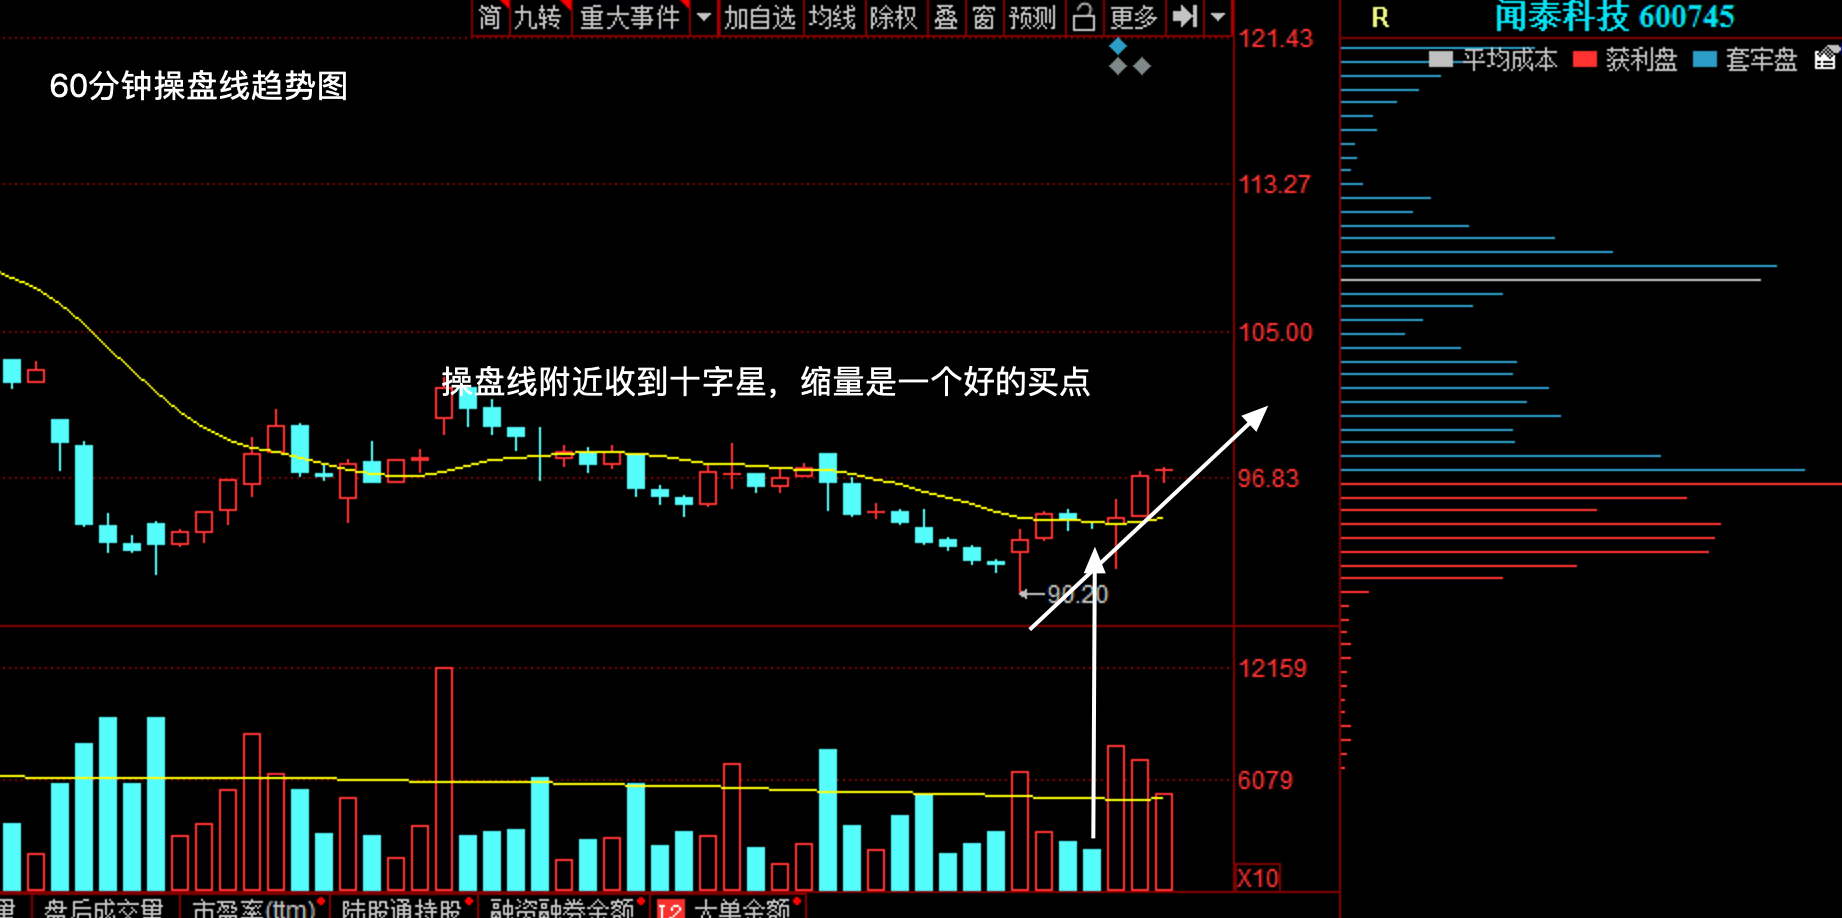 简 九转 重大事件 加自选 均线 除权 叠 窗 预测 更多
R 闻泰科技 600745
平均成本 获利盘 套牢盘
60分钟操盘线趋势图
121.43
113.27
105.00
操盘线附近收到十字星，缩量是一个好的买点
96.83
90.20
12159
6079
X10
量 盘后成交量 市盈率(ttm) 陆股通持股 融资融券金额 L2 大单金额